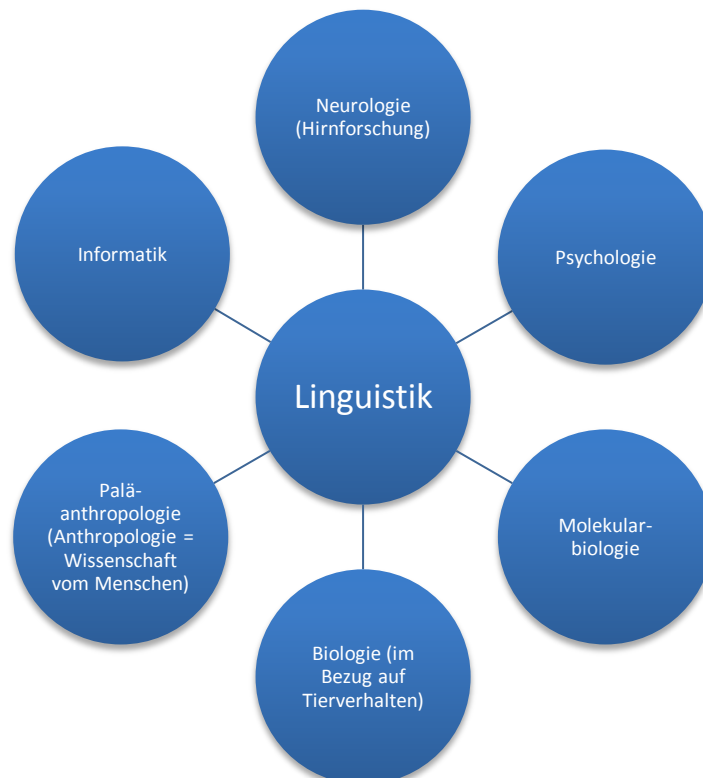 Neurologie
(Hirnforschung)
Psychologie
Molekular-
biologie
Biologie (im
Bezug auf
Tierverhalten)
Palä-
anthropologie
(Anthropologie =
Wissenschaft
vom Menschen)
Informatik
Linguistik